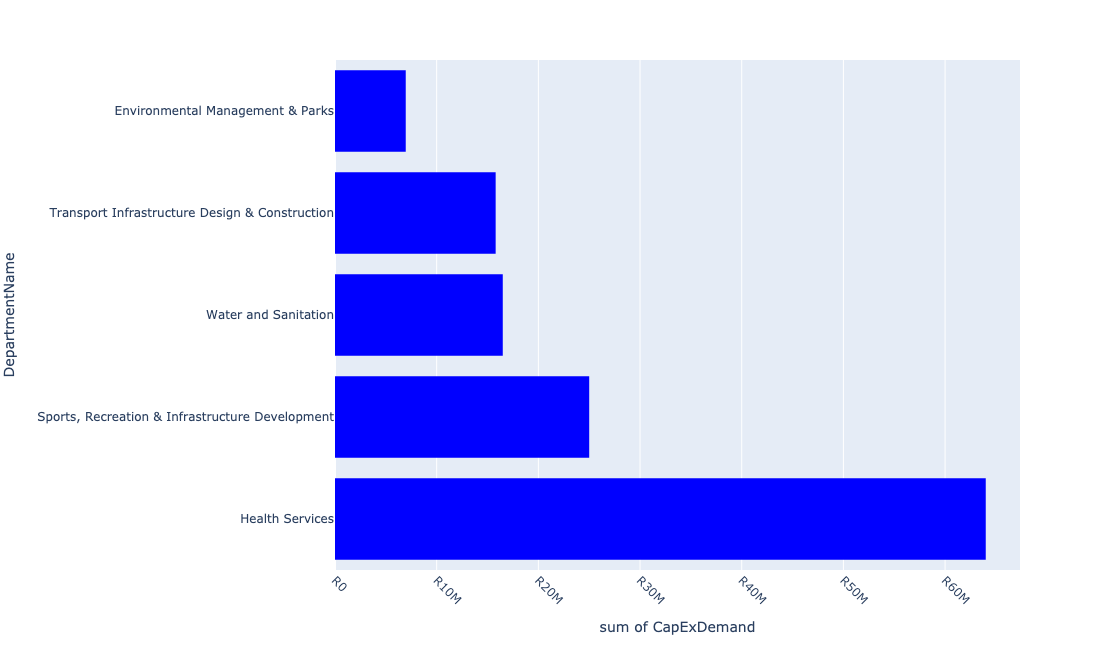 DepartmentName
Environmental Management & Parks
Transport Infrastructure Design & Construction
Water and Sanitation
Sports, Recreation & Infrastructure Development
Health Services
R0
R10M
R20M
R30M
R40M
R50M
R60M
sum of CapExDemand